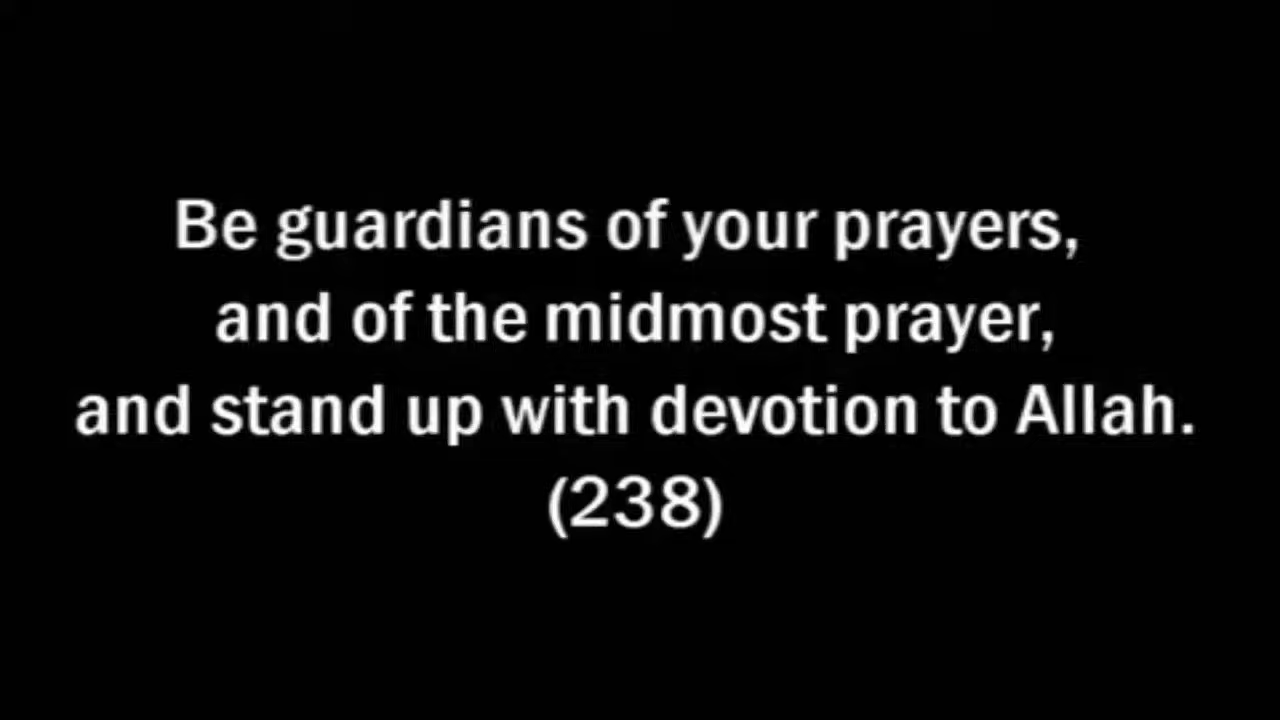 Be guardians of your prayers,
and of the midmost prayer,
and stand up with devotion to Allah.
(238)